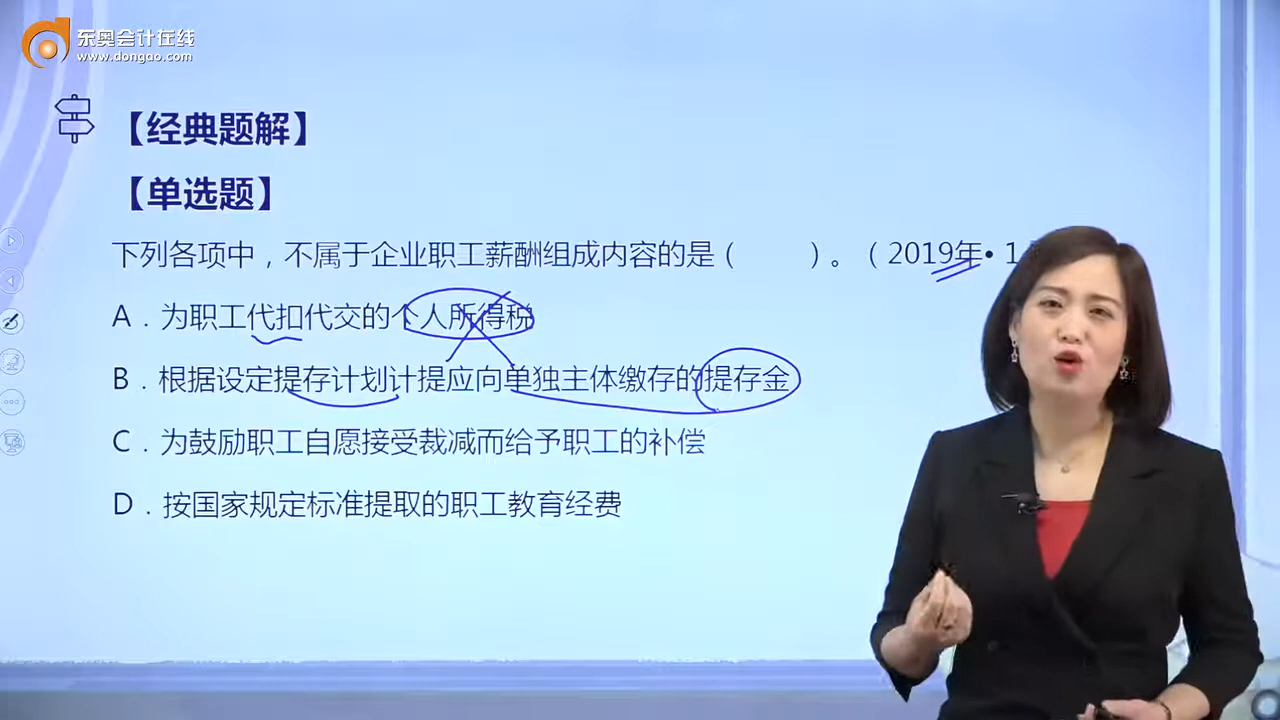 东奥会计在线
www.dongao.com
【经典题解】
【单选题】
下列各项中，不属于企业职工薪酬组成内容的是（　　）。（2019年•1
A．为职工代扣代交的个人所得税
B．根据设定提存计划计提应向单独主体缴存的提存金
C．为鼓励职工自愿接受裁减而给予职工的补偿
D．按国家规定标准提取的职工教育经费